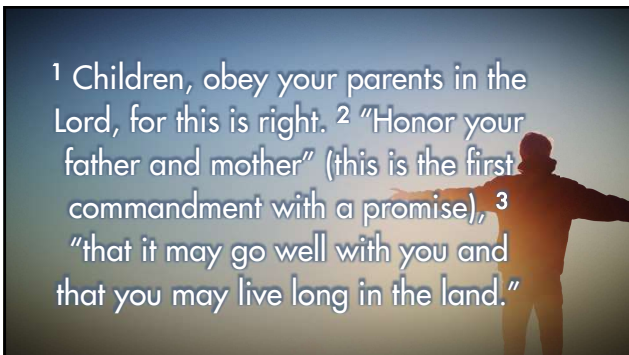 1 Children, obey your parents in the
Lord, for this is right. 2 "Honor your
father and mother" (this is the first
commandment with a promise), 3
"that it may go well with you and
that you may live long in the land."